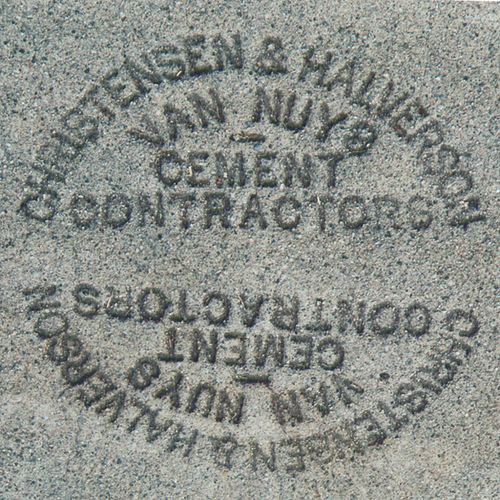 CHRISTENSEN & HALVERSON
VAN NUYS
CEMENT
CONTRACTORS
CHRISTENSEN & HALVERSON
VAN NUYS
CEMENT
CONTRACTORS